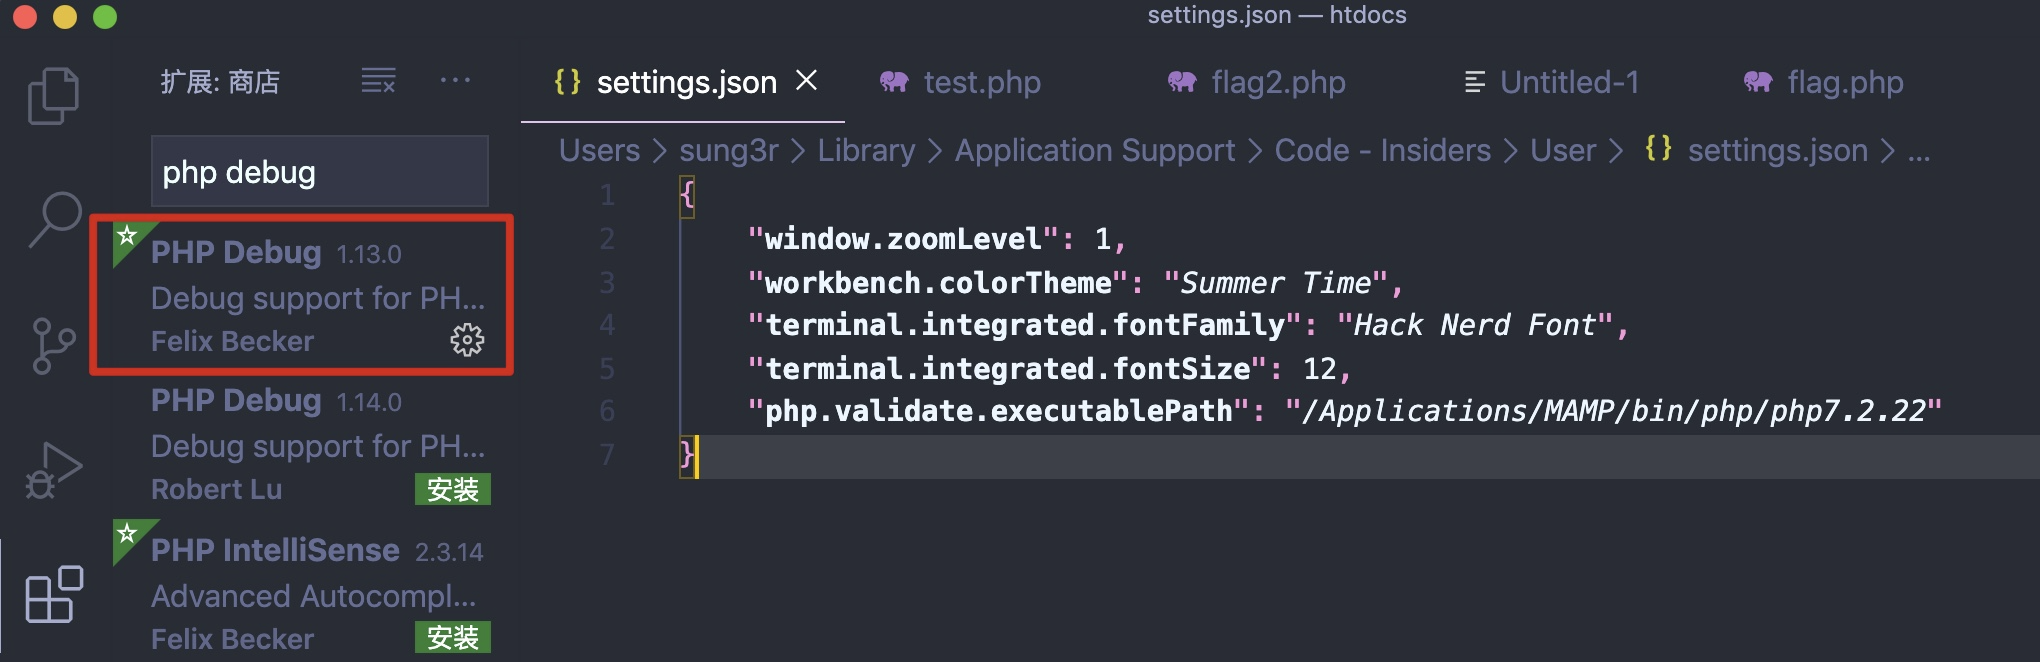 settings.json — htdocs
扩展: 商店
php debug
PHP Debug 1.13.0
Debug support for PH...
Felix Becker
PHP Debug 1.14.0
Debug support for PH...
Robert Lu 安装
PHP IntelliSense 2.3.14
Advanced Autocompl...
Felix Becker 安装
{} settings.json test.php flag2.php Untitled-1 flag.php
Users > sung3r > Library > Application Support > Code - Insiders > User > {} settings.json > ...
1 {
2 "window.zoomLevel": 1,
3 "workbench.colorTheme": "Summer Time",
4 "terminal.integrated.fontFamily": "Hack Nerd Font",
5 "terminal.integrated.fontSize": 12,
6 "php.validate.executablePath": "/Applications/MAMP/bin/php/php7.2.22"
7 }